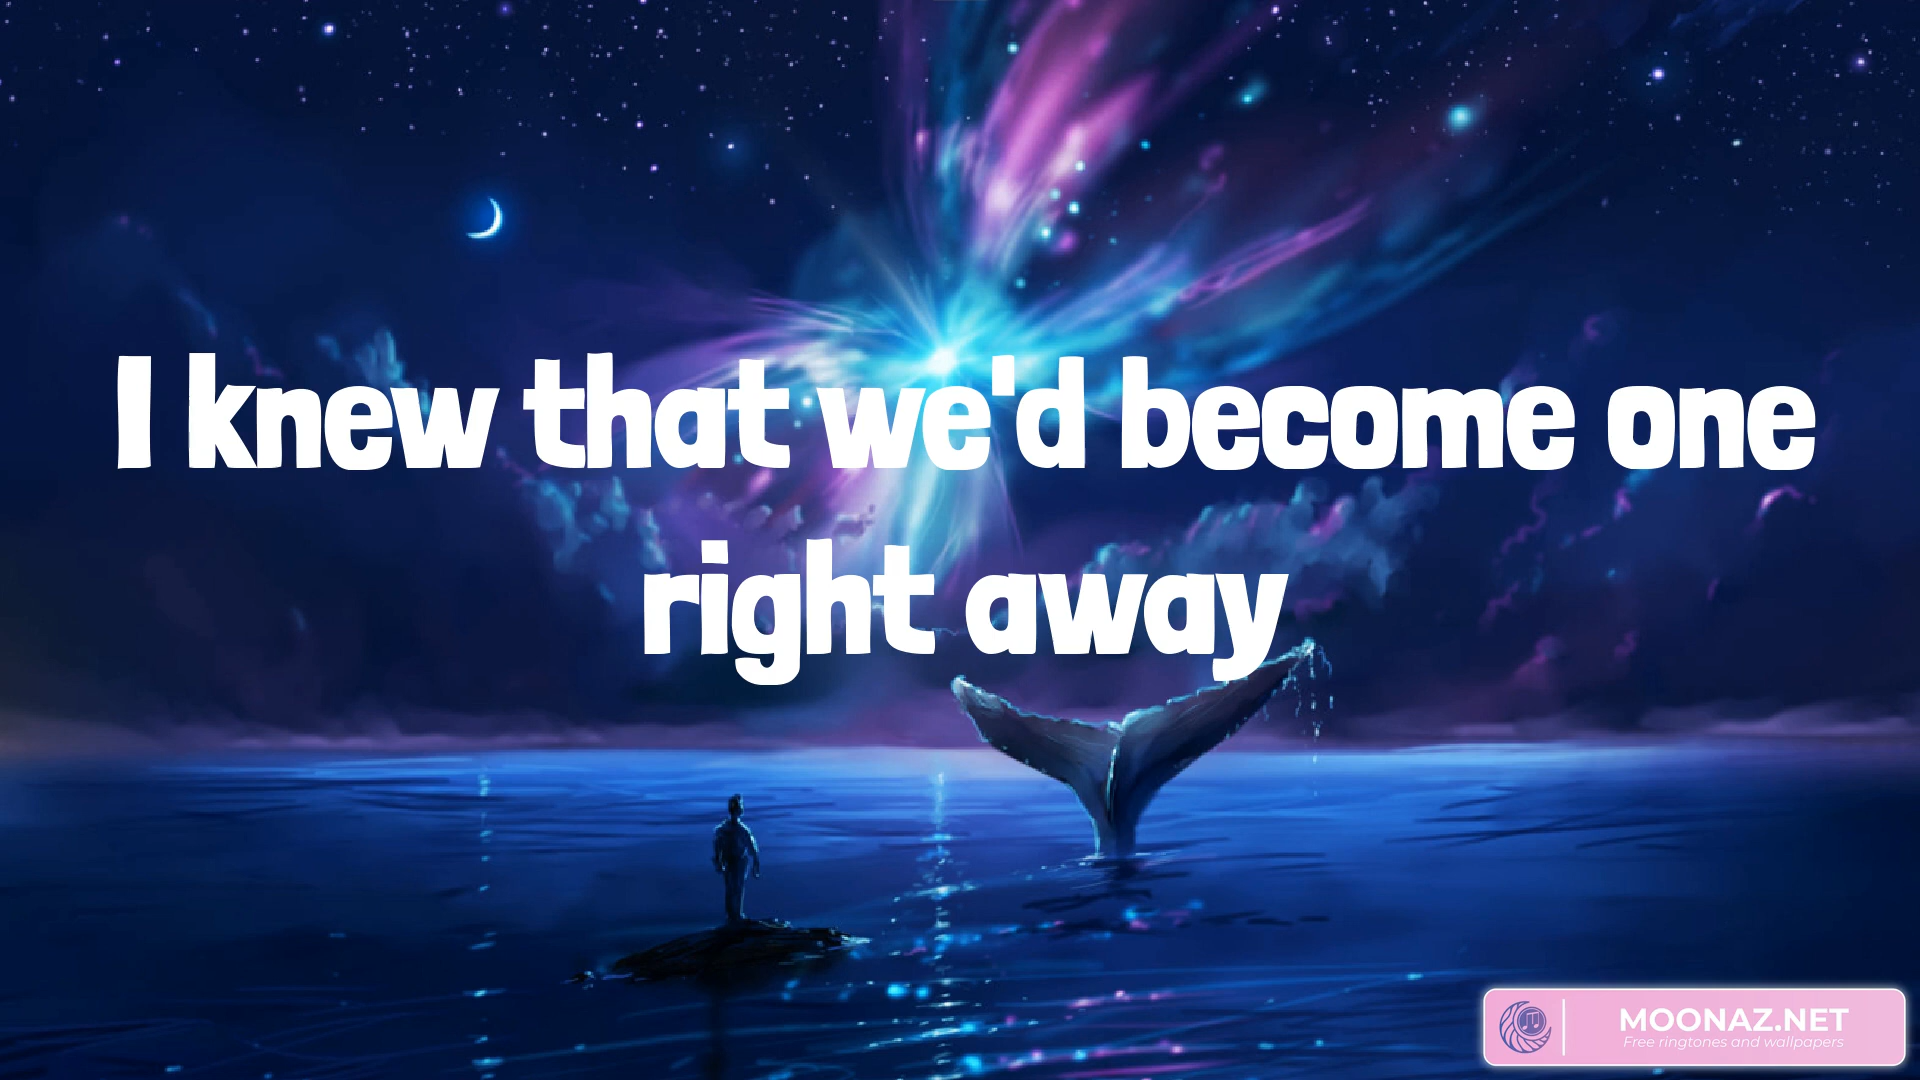 I knew that we'd become one
right away
MOONAZ.NET
Free ringtones and wallpapers